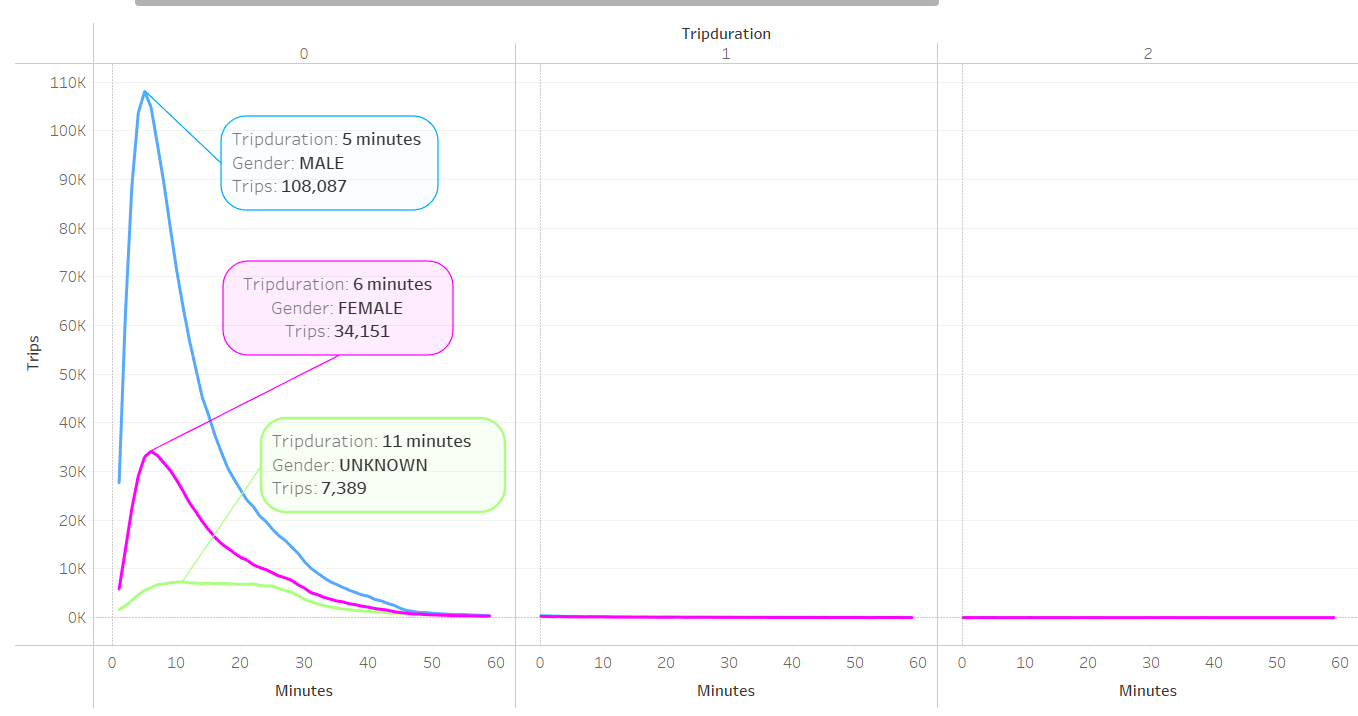 Tripduration
0 1 2
110K
100K
90K
80K
70K
60K
50K
40K
30K
20K
10K
0K
Trips
Tripduration: 5 minutes
Gender: MALE
Trips: 108,087
Tripduration: 6 minutes
Gender: FEMALE
Trips: 34,151
Tripduration: 11 minutes
Gender: UNKNOWN
Trips: 7,389
0 10 20 30 40 50 60 0 10 20 30 40 50 60 0 10 20 30 40 50 60
Minutes Minutes Minutes